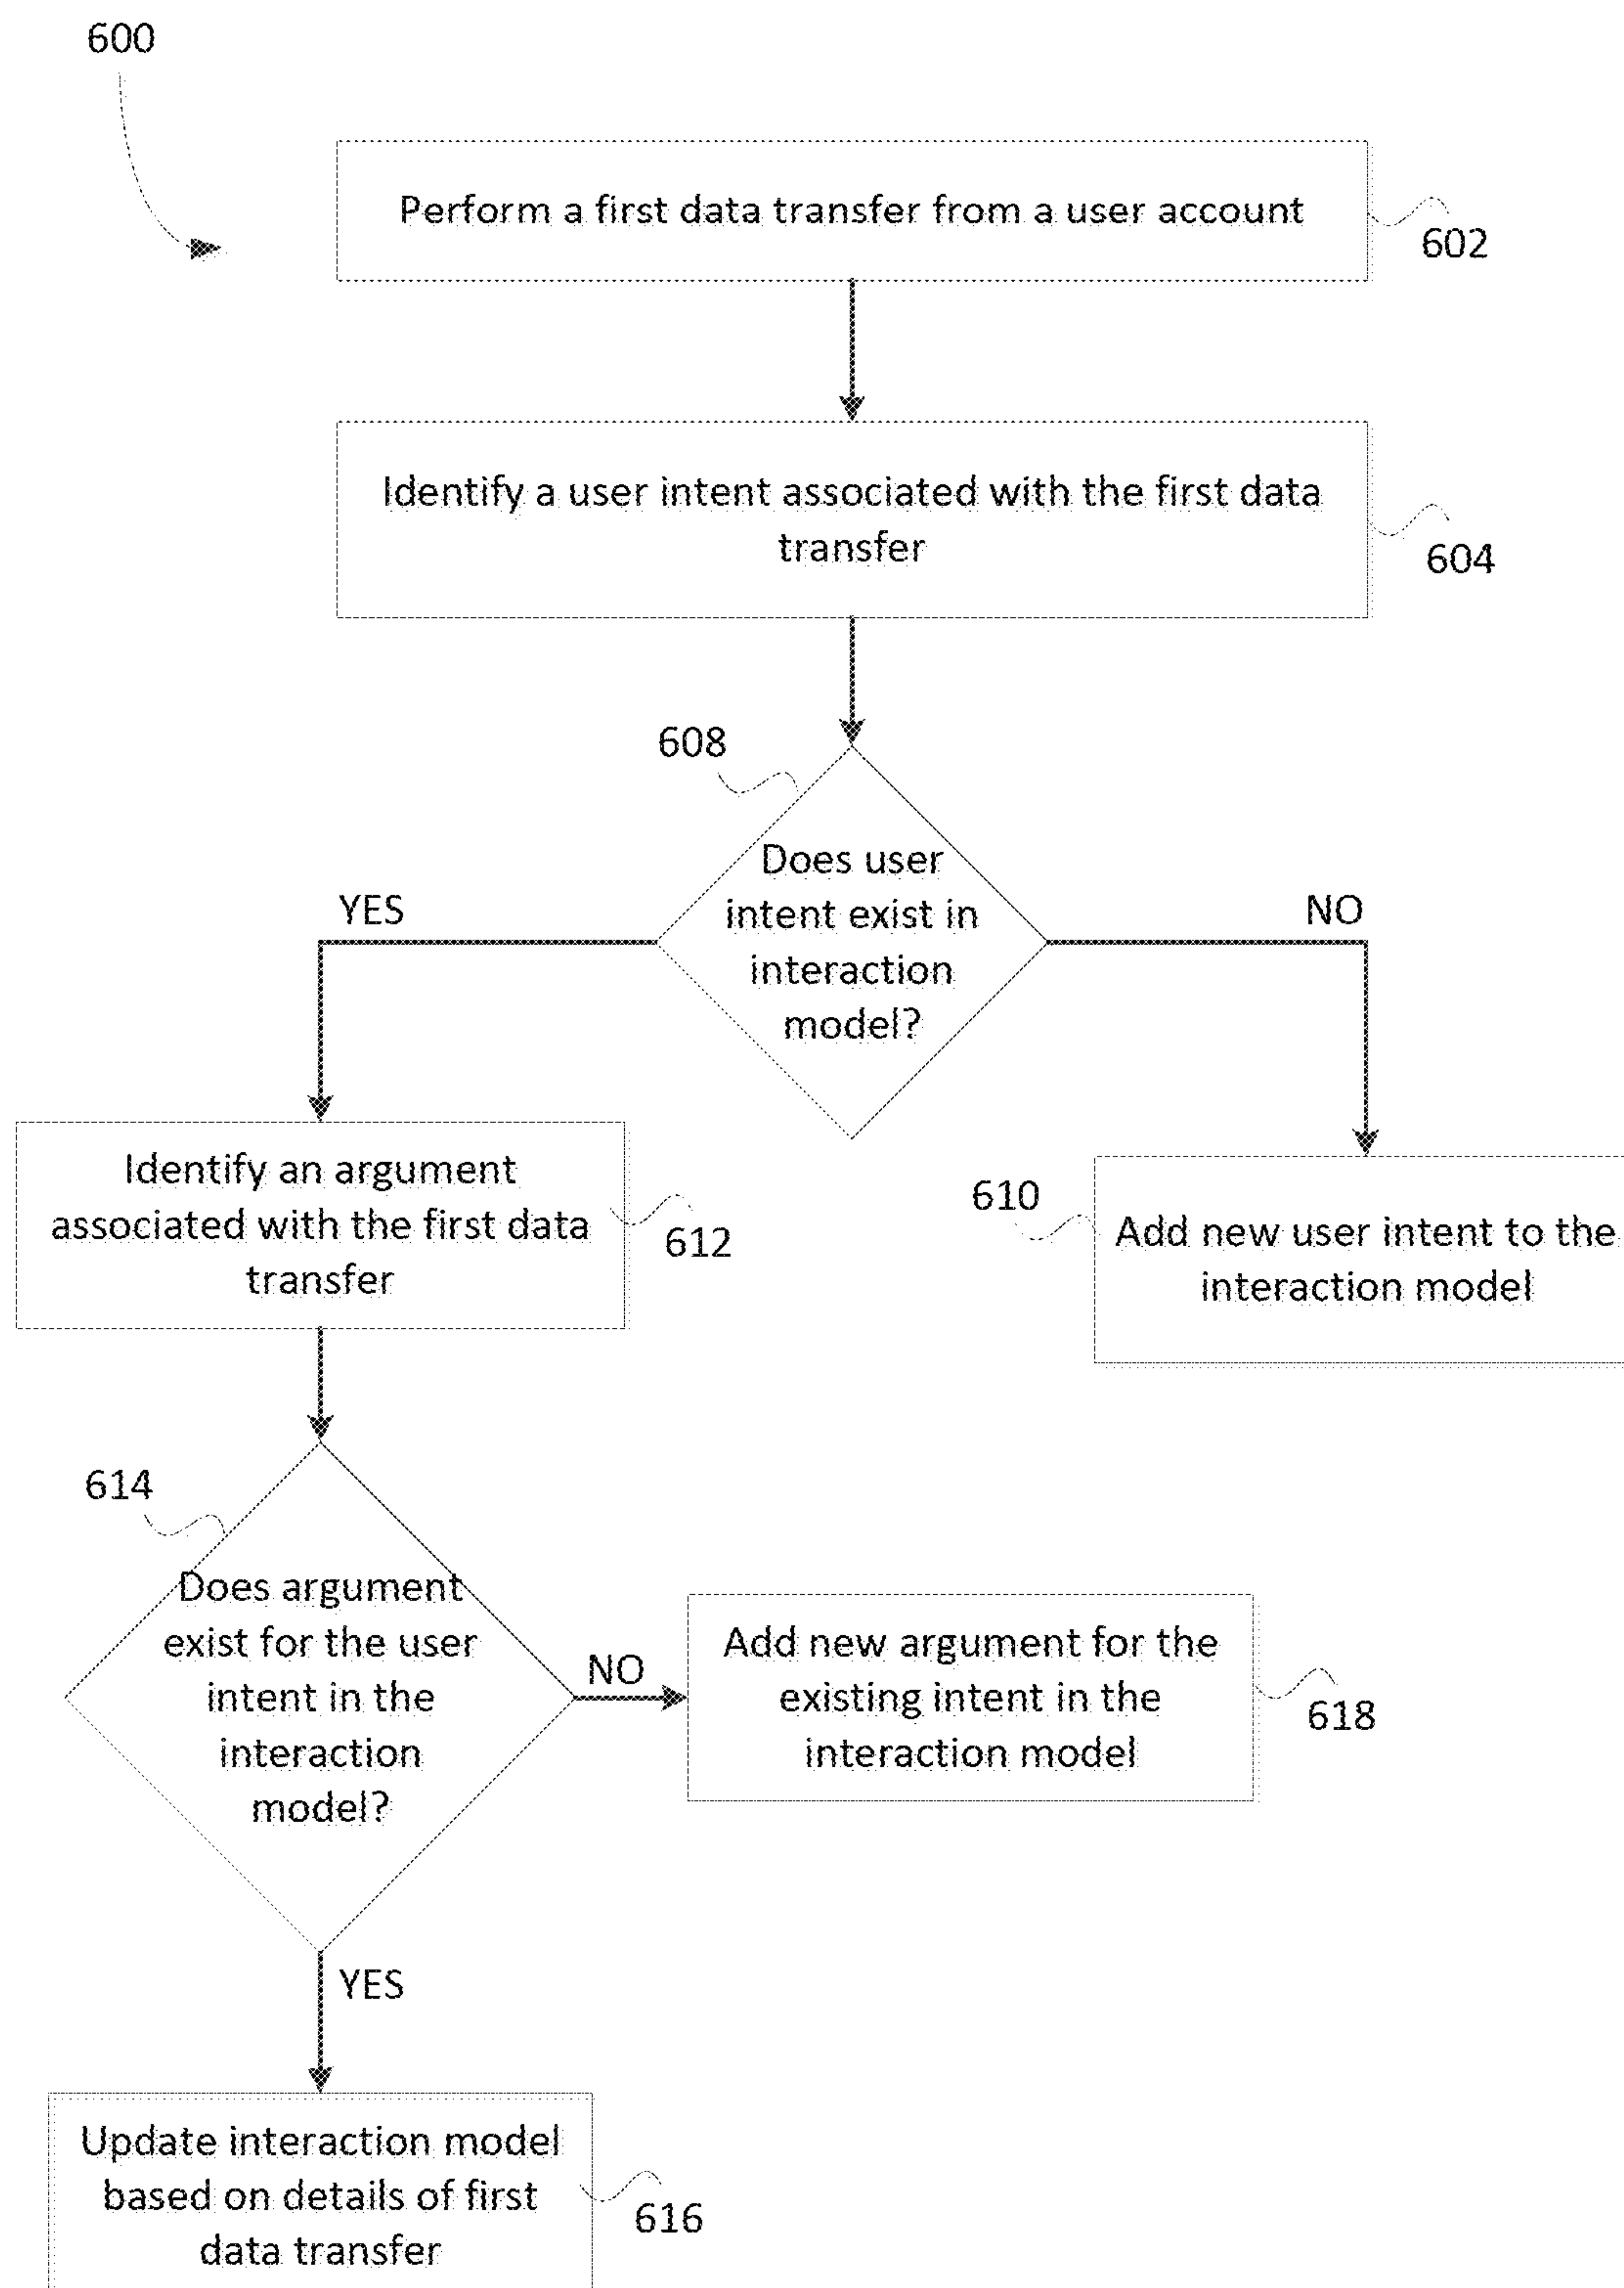 600
Perform a first data transfer from a user account
602
Identify a user intent associated with the first data
transfer
604
608
Does user
intent exist in
interaction
model?
YES
NO
Identify an argument
associated with the first data
transfer
612
610
Add new user intent to the
interaction model
614
Does argument
exist for the user
intent in the
interaction
model?
NO
Add new argument for the
existing intent in the
interaction model
618
YES
Update interaction model
based on details of first
data transfer
616